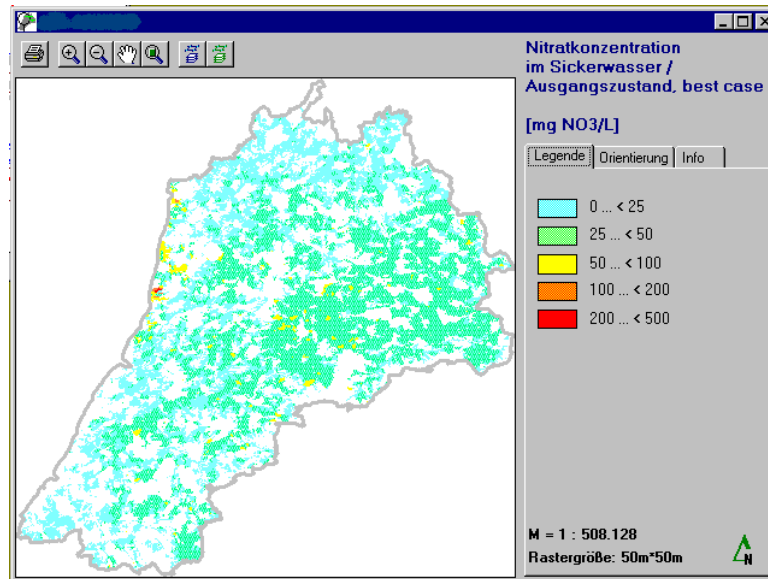 Nitratkonzentration
im Sickerwasser /
Ausgangszustand, best case
[mg NO3/L]
Legende Orientierung Info
0 ... < 25
25 ... < 50
50 ... < 100
100 ... < 200
200 ... < 500
M = 1 : 508.128
Rastergröße: 50m*50m
N